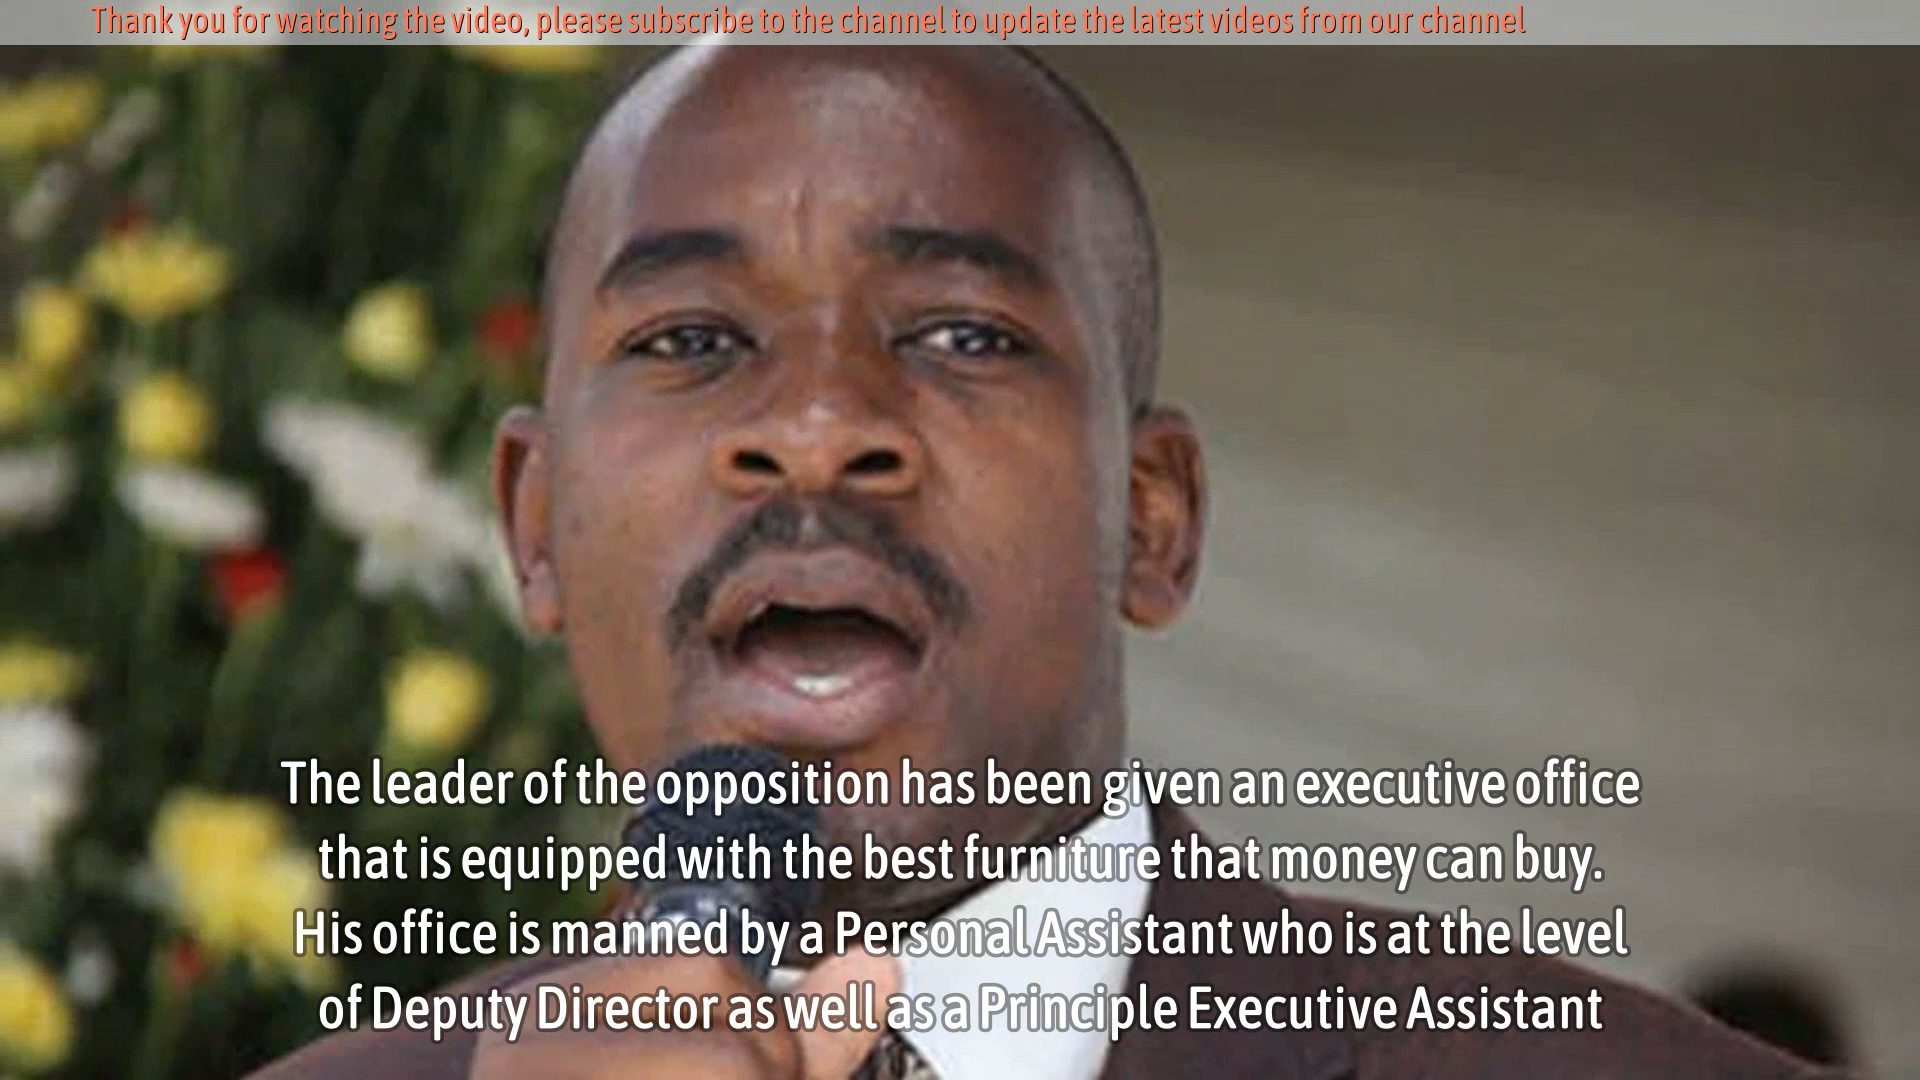 Thank you for watching the video, please subscribe to the channel to update the latest videos from our channel
The leader of the opposition has been given an executive office
that is equipped with the best furniture that money can buy.
His office is manned by a Personal Assistant who is at the level
of Deputy Director as well as a Principle Executive Assistant